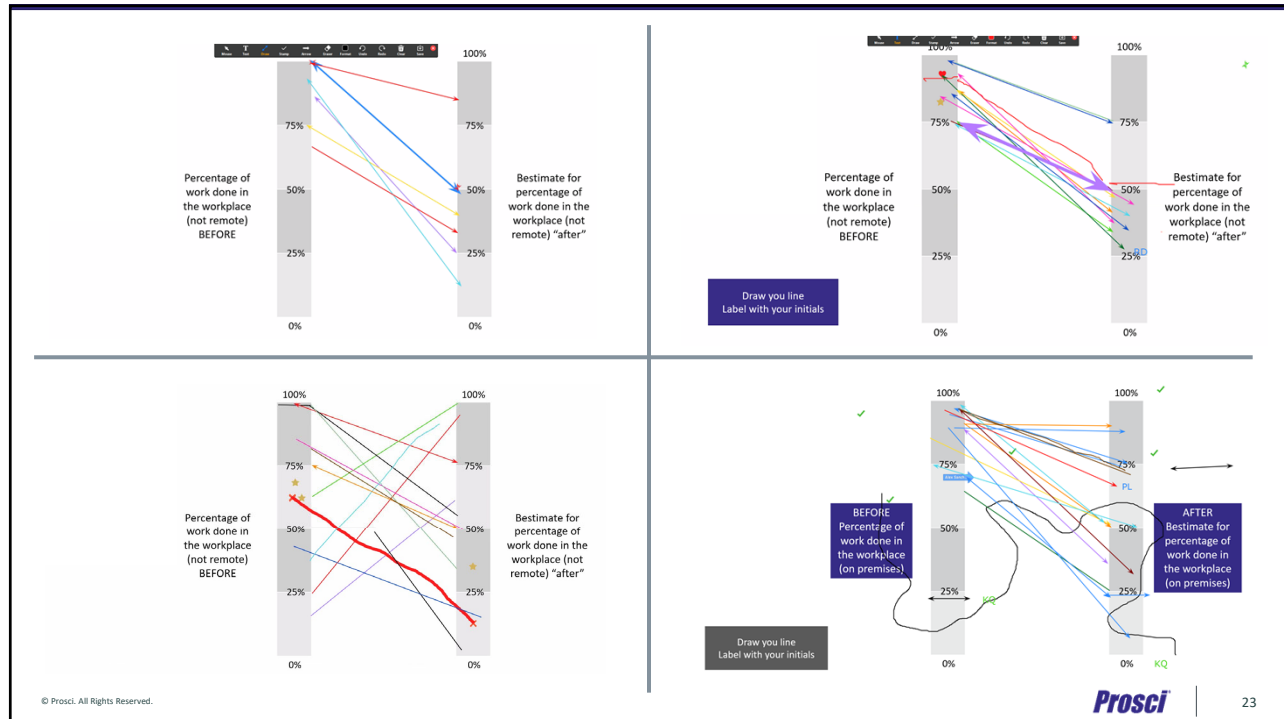 100%
75%
50%
25%
0%
Percentage of
work done in
the workplace
(not remote)
BEFORE
100%
75%
50%
25%
0%
Bestimate for
percentage of
work done in the
workplace (not
remote) “after”
100%
75%
50%
25%
0%
Percentage of
work done in
the workplace
(not remote)
BEFORE
100%
75%
50%
25%
0%
BD
Bestimate for
percentage of
work done in the
workplace (not
remote) “after”
Draw you line
Label with your initials
100%
75%
50%
25%
0%
Percentage of
work done in
the workplace
(not remote)
BEFORE
100%
75%
50%
25%
0%
Bestimate for
percentage of
work done in the
workplace (not
remote) “after”
100%
75%
50%
25%
0%
BEFORE
Percentage of
work done in
the workplace
(on premises)
KQ
100%
75%
PL
50%
25%
0%
KQ
AFTER
Bestimate for
percentage of
work done in
the workplace
(on premises)
Draw you line
Label with your initials
© Prosci. All Rights Reserved.
Prosci
23